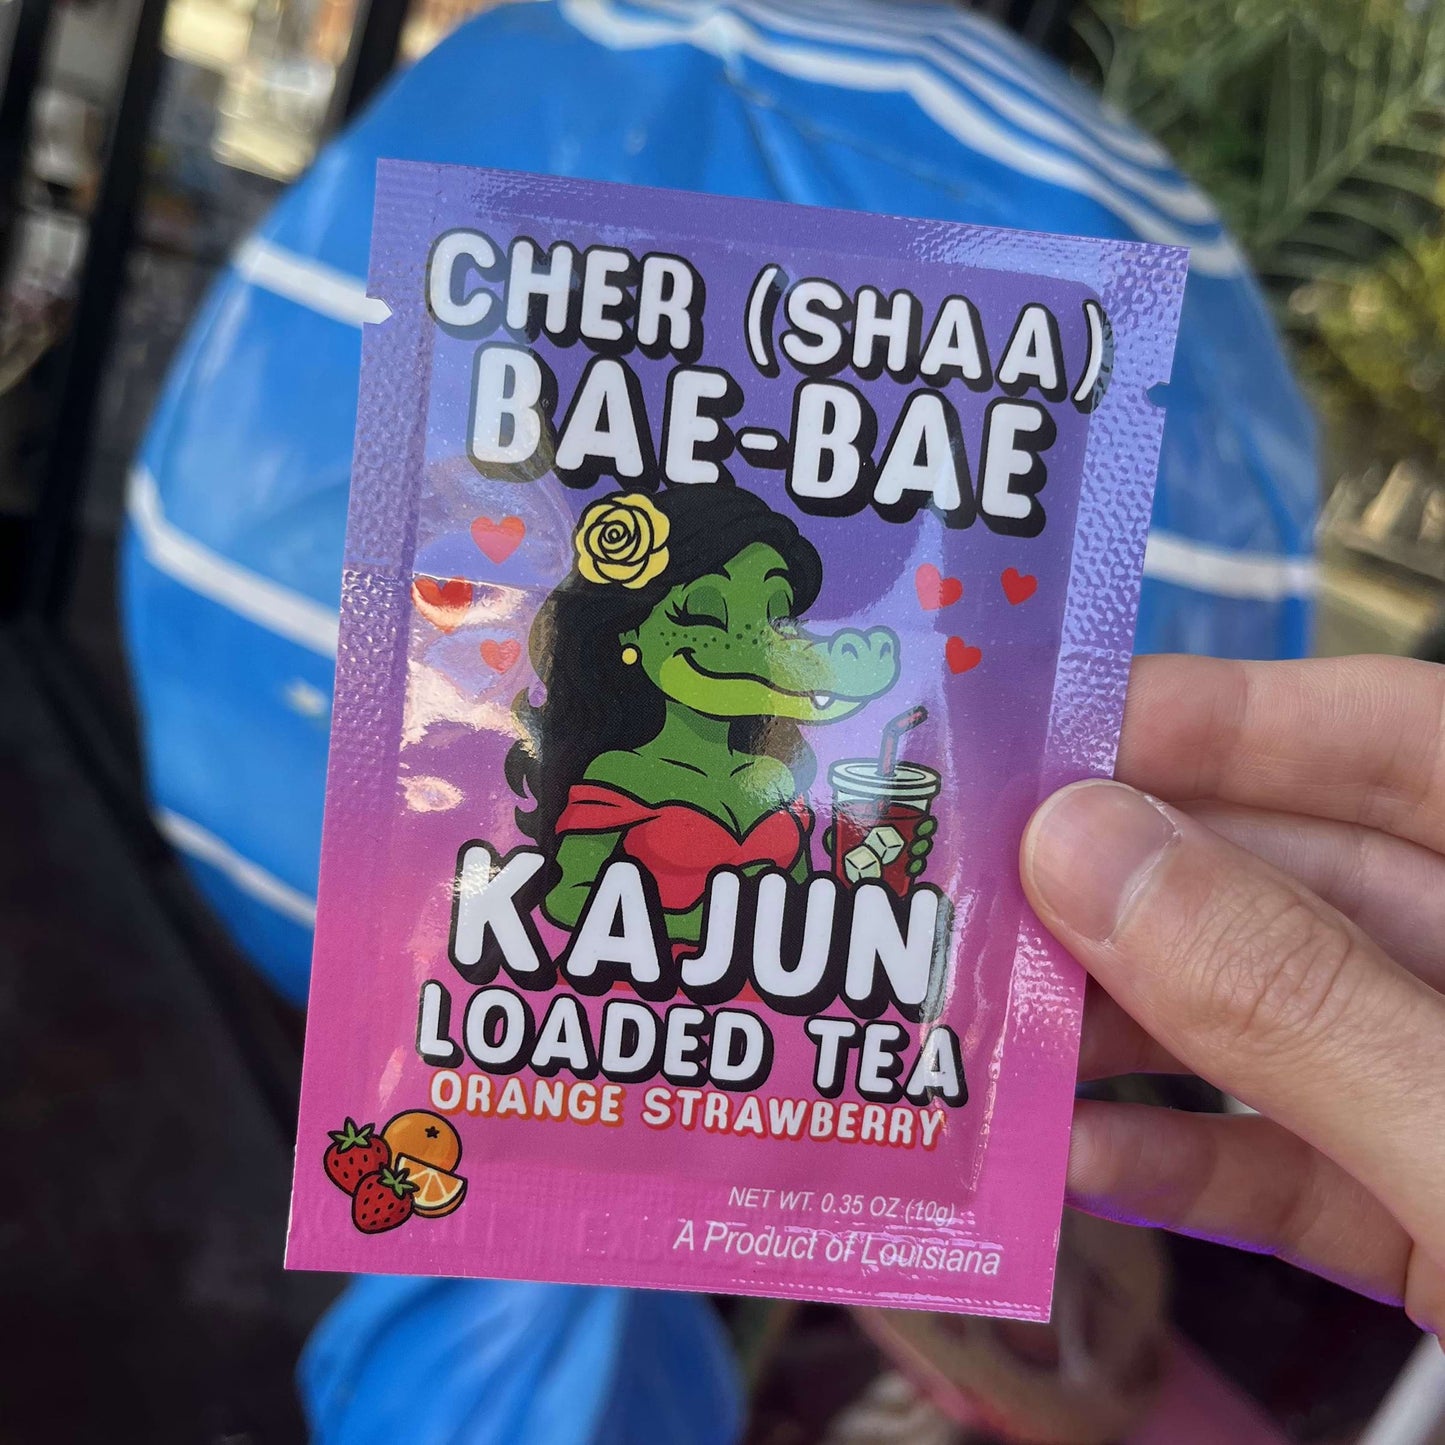 CHER (SHAA)
BAE-BAE
KAJUN
LOADED TEA
ORANGE STRAWBERRY
NET WT. 0.35 OZ (10g)
A Product of Louisiana